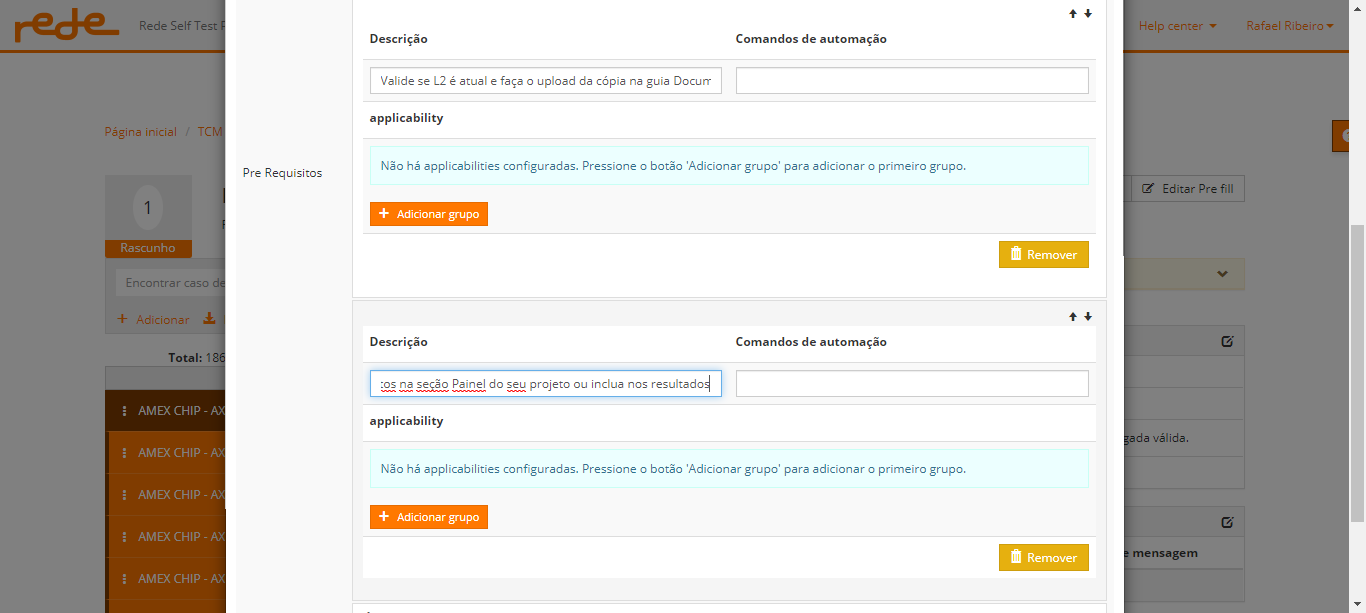 rede
Rede Self Test
Help center
Rafael Ribeiro
Página inicial / TCM
1
Rascunho
Encontrar caso de
+ Adicionar
Total: 186
AMEX CHIP - AX
AMEX CHIP - AX
AMEX CHIP - AX
AMEX CHIP - AX
AMEX CHIP - AX
Pre Requisitos
Descrição
Comandos de automação
Valide se L2 é atual e faça o upload da cópia na guia Docum
applicability
Não há applicabilities configuradas. Pressione o botão 'Adicionar grupo' para adicionar o primeiro grupo.
+ Adicionar grupo
Remover
Descrição
Comandos de automação
tos na seção Painel do seu projeto ou inclua nos resultados
applicability
Não há applicabilities configuradas. Pressione o botão 'Adicionar grupo' para adicionar o primeiro grupo.
+ Adicionar grupo
Remover
Editar Pre fill
gada válida.
e mensagem